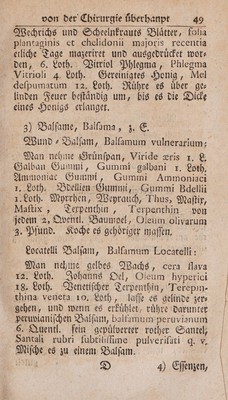 von der Chirurgie überhaupt 49
Wechrichs und Scheelnkrauts Blätter, folia
plantaginis et chelidonii majoris recentia
eiliche Tage maceriret und ausgedrücket wor-
den, 6. Loth. Vitriol Phlegma, Phlegma
Vitrioli 4. Loth. Gereinigtes Honig, Mel
despumatum 12. Loth. Rühre es über ge-
linden Feuer beständig um, bis es die Dicke
eines Honigs erlanget.
3) Balsame, Balsama, z. E.
Wund-Balsam, Balsamum vulnerarium:
Man nehme Grünspan, Viride æris 1. L.
Galban Gummi, Gummi galbani 1. Loth.
Ammoniac Gummi, Gummi Ammoniaci
1. Loth. Bdellien Gummi, Gummi Bdellii
1. Loth. Myrrhen, Weyrauch, Thus, Mastix,
Mastix, Terpenthin, Terpenthin von
jedem 2. Qventl. Baumoel, Oleum olivarum
3. Pfund. Koche es gehöriger massen.
Locatelli Balsam, Balsamum Locatelli:
Man nehme gelbes Wachs, cera flava
12. Loth. Johannis Oel, Oleum hyperici
18. Loth. Venetischer Terpenthin, Terepin-
thina veneta 10. Loth, lasse es gelinde zer-
gehen, und wenn es erkühlet, rühre darunter
peruvianischen Balsam, balsamum peruvianum
6. Quentl. fein gepülverter rother Santel,
Santali rubri subtilissime pulverisati q. v.
Mische es zu einem Balsam.
D 4) Essenzen,